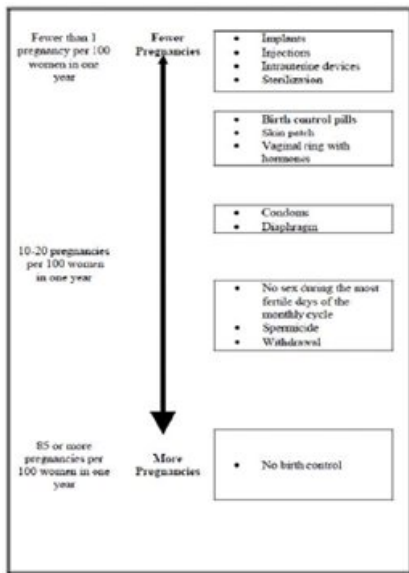 Fewer than 1
pregnancy per 100
women in one
year
Fewer
Pregnancies
• Implants
• Injections
• Intrauterine devices
• Sterilization
• Birth control pills
• Skin patch
• Vaginal ring with
hormones
• Condoms
• Diaphragm
10-20 pregnancies
per 100 women
in one year
• No sex during the most
fertile days of the
monthly cycle
• Spermicide
• Withdrawal
85 or more
pregnancies per
100 women in one
year
More
Pregnancies
• No birth control